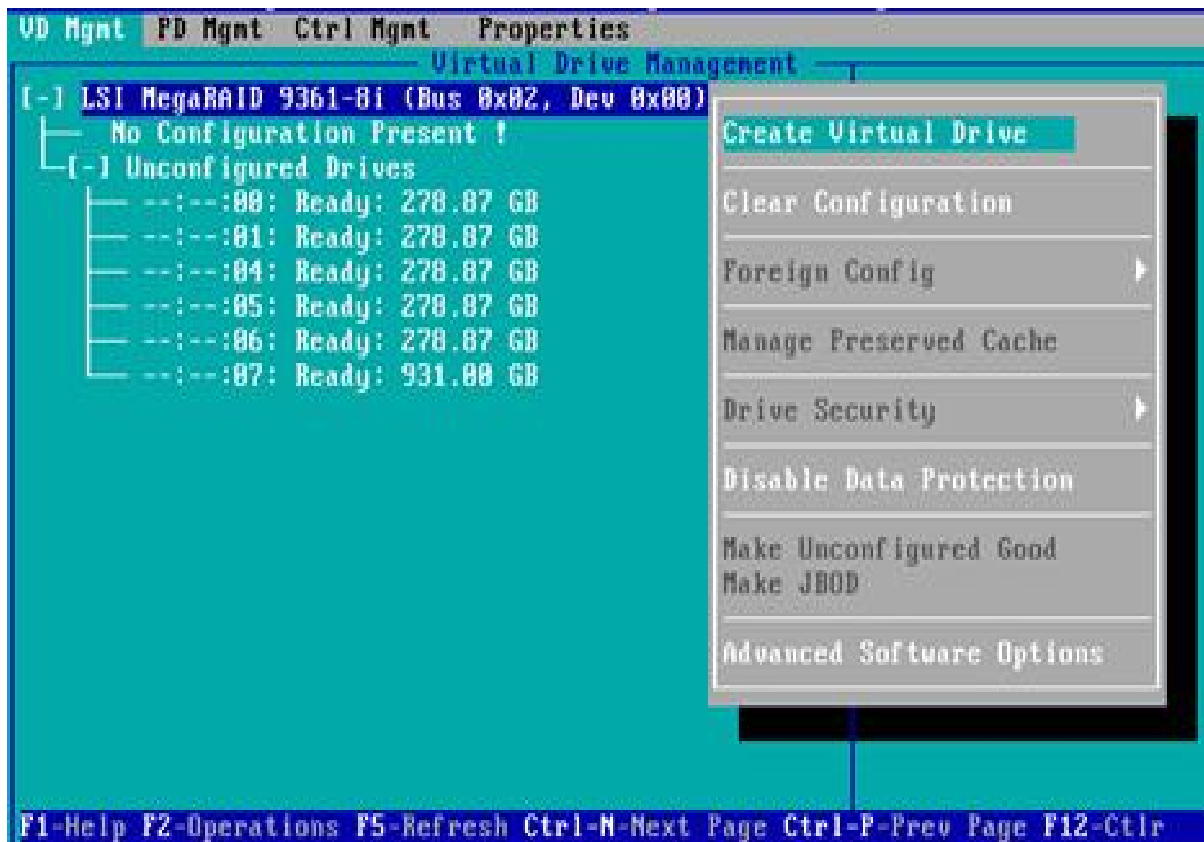 VD Mgmt PD Mgmt Ctrl Mgmt Properties
Virtual Drive Management
[-] LSI MegaRAID 9361-8i (Bus 0x02, Dev 0x00)
No Configuration Present !
[-] Unconfigured Drives
--:--:00: Ready: 278.87 GB
--:--:01: Ready: 278.87 GB
--:--:04: Ready: 278.87 GB
--:--:05: Ready: 278.87 GB
--:--:06: Ready: 278.87 GB
--:--:07: Ready: 931.00 GB
Create Virtual Drive
Clear Configuration
Foreign Config
Manage Preserved Cache
Drive Security
Disable Data Protection
Make Unconfigured Good
Make JBOD
Advanced Software Options
F1-Help F2-Operations F5-Refresh Ctrl-N-Next Page Ctrl-P-Prev Page F12-Ctlr